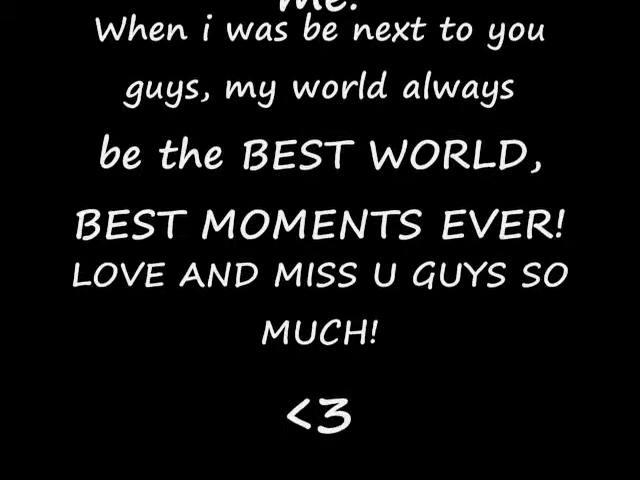 me.
When i was be next to you
guys, my world always
be the BEST WORLD,
BEST MOMENTS EVER!
LOVE AND MISS U GUYS SO
MUCH!
<3